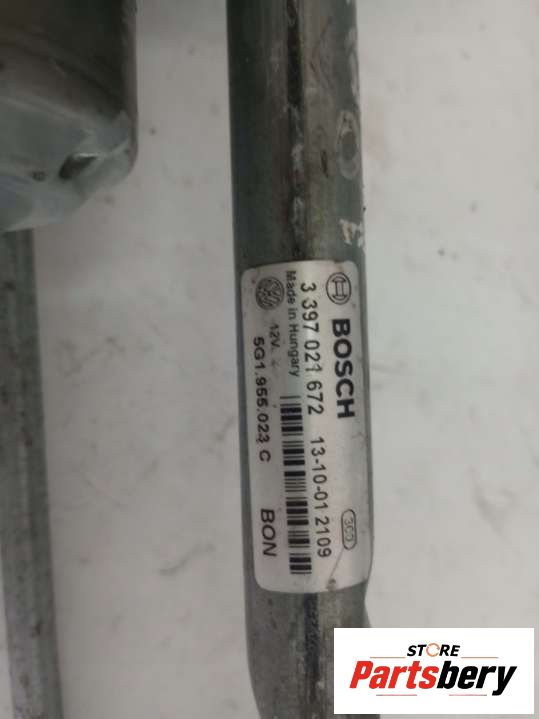 BOSCH
3 397 021 672 13-10-01 2109
Made in Hungary
12V.
5G1.955.023 C BON
STORE
Partsbery